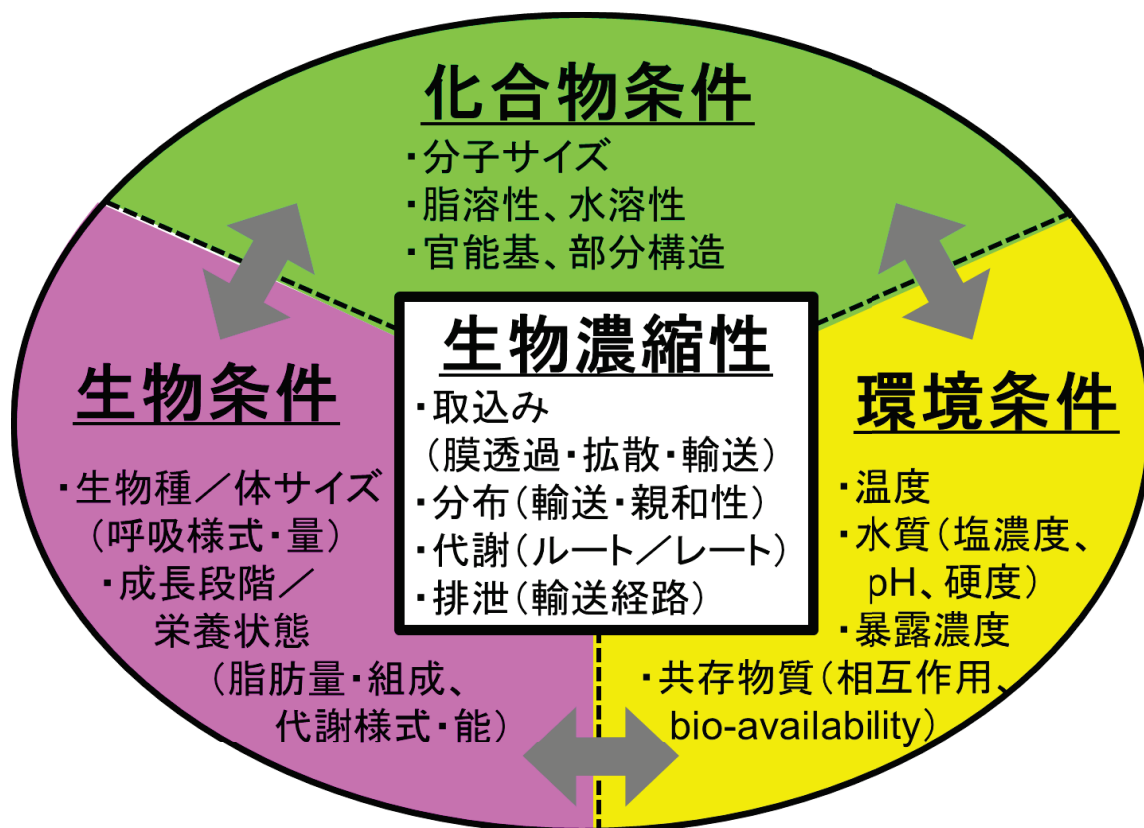 化合物条件
・分子サイズ
・脂溶性、水溶性
・官能基、部分構造
生物濃縮性
・取込み
(膜透過・拡散・輸送)
・分布(輸送・親和性)
・代謝(ルート／レート)
・排泄(輸送経路)
生物条件
・生物種／体サイズ
(呼吸様式・量)
・成長段階／
栄養状態
(脂肪量・組成、
代謝様式・能)
環境条件
・温度
・水質(塩濃度、
pH、硬度)
・暴露濃度
・共存物質(相互作用、
bio-availability)